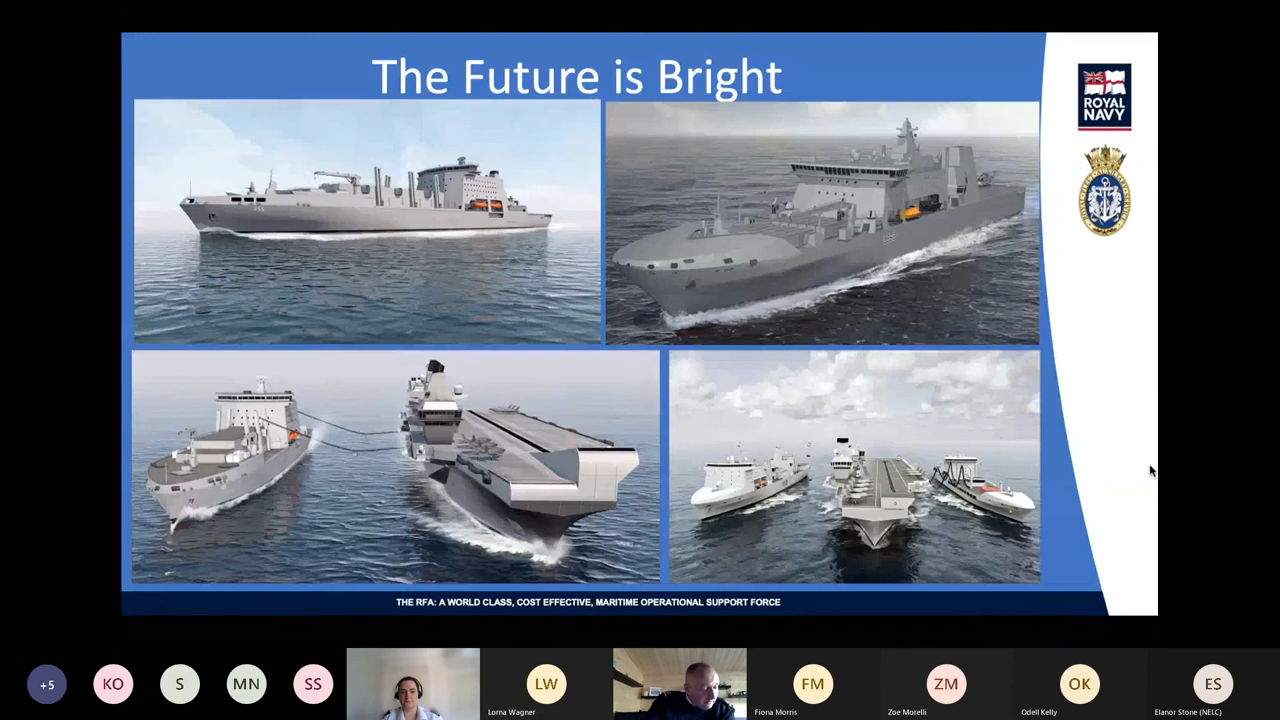 The Future is Bright
ROYAL
NAVY
THE RFA: A WORLD CLASS, COST EFFECTIVE, MARITIME OPERATIONAL SUPPORT FORCE
+5
KO
S
MN
SS
LW
FM
ZM
OK
ES
Lorna Wagner
Fiona Morris
Zoe Morelli
Odell Kelly
Elanor Stone (NELC)